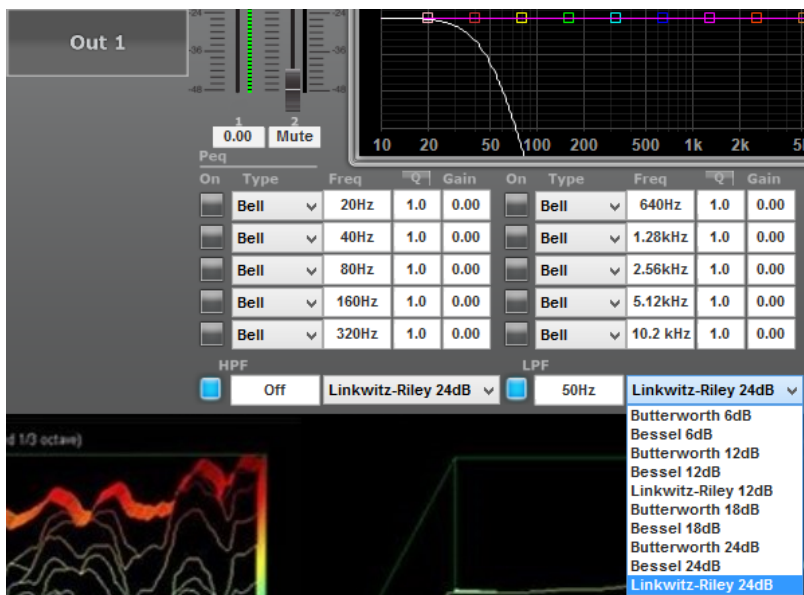 -24 -24
Out 1
-36 -36
-48 -48
1 2
0.00 Mute
10 20 50 100 200 500 1k 2k
Peq
On Type Freq Q Gain On Type Freq Q Gain
Bell 20Hz 1.0 0.00 Bell 640Hz 1.0 0.00
Bell 40Hz 1.0 0.00 Bell 1.28kHz 1.0 0.00
Bell 80Hz 1.0 0.00 Bell 2.56kHz 1.0 0.00
Bell 160Hz 1.0 0.00 Bell 5.12kHz 1.0 0.00
Bell 320Hz 1.0 0.00 Bell 10.2 kHz 1.0 0.00
HPF LPF
Off Linkwitz-Riley 24dB 50Hz Linkwitz-Riley 24dB
Butterworth 6dB
d 1/3 octave)
Bessel 6dB
Butterworth 12dB
Bessel 12dB
Linkwitz-Riley 12dB
Butterworth 18dB
Bessel 18dB
Butterworth 24dB
Bessel 24dB
Linkwitz-Riley 24dB